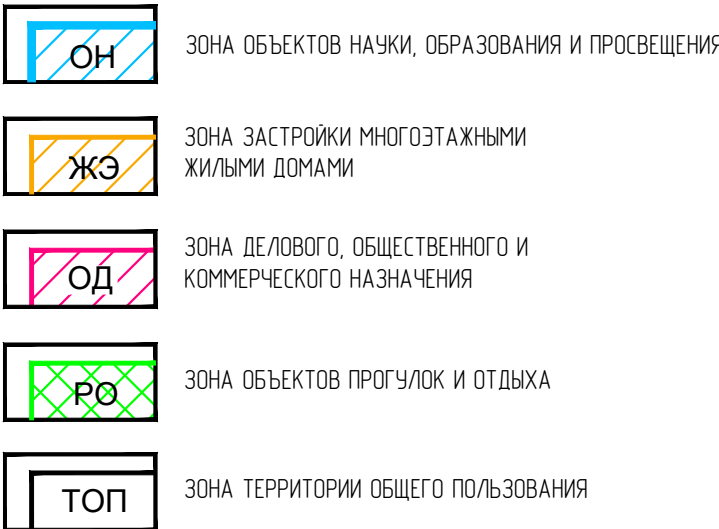 ОН
ЗОНА ОБЪЕКТОВ НАУКИ, ОБРАЗОВАНИЯ И ПРОСВЕЩЕНИЯ
ЖЭ
ЗОНА ЗАСТРОЙКИ МНОГОЭТАЖНЫМИ
ЖИЛЫМИ ДОМАМИ
ОД
ЗОНА ДЕЛОВОГО, ОБЩЕСТВЕННОГО И
КОММЕРЧЕСКОГО НАЗНАЧЕНИЯ
РО
ЗОНА ОБЪЕКТОВ ПРОГУЛОК И ОТДЫХА
ТОП
ЗОНА ТЕРРИТОРИИ ОБЩЕГО ПОЛЬЗОВАНИЯ